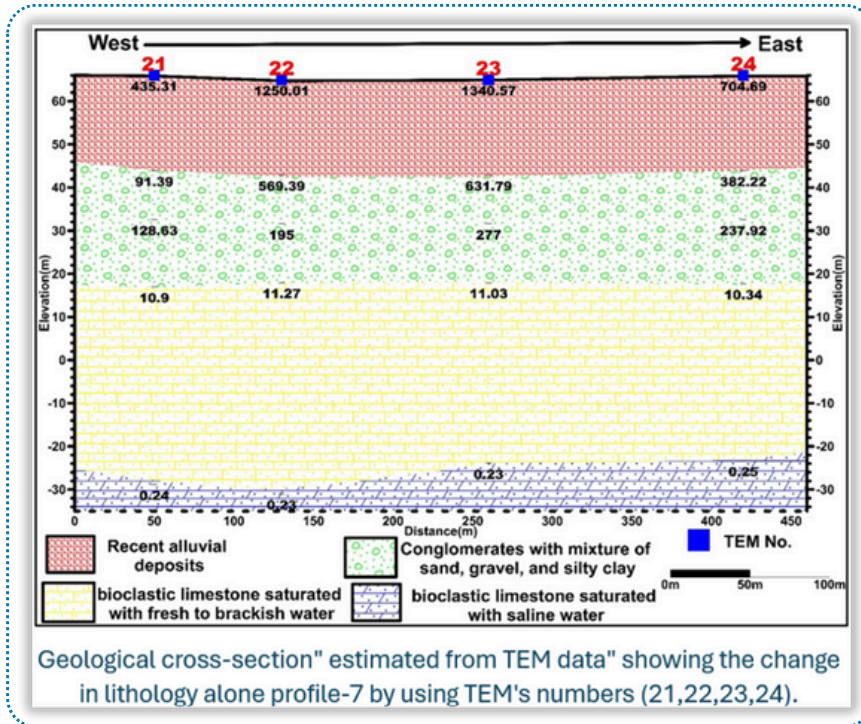 West East
21 22 23 24
435.31 1250.01 1340.57 704.69
60 60
50 50
91.39 569.39 631.79 382.22
40 40
30 30
128.63 195 277 237.92
20 20
10.9 11.27 11.03 10.34
10 10
Elevation(m) Elevation(m)
0 0
-10 -10
-20 -20
0.24 0.23 0.23 0.25
-30 -30
0 50 100 150 200 250 300 350 400 450
Distance(m)
Recent alluvial
deposits
Conglomerates with mixture of
sand, gravel, and silty clay
TEM No.
0m 50m 100m
bioclastic limestone saturated
with fresh to brackish water
bioclastic limestone saturated
with saline water
Geological cross-section" estimated from TEM data" showing the change
in lithology alone profile-7 by using TEM's numbers (21,22,23,24).